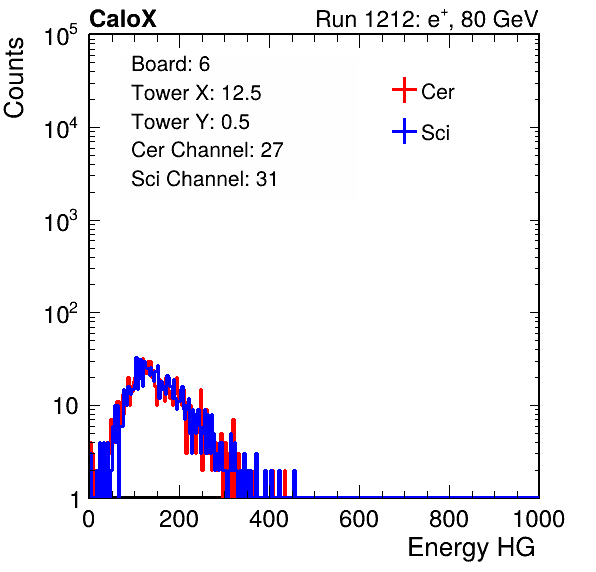 CaloX Run 1212: e⁺, 80 GeV
Counts
Board: 6
Tower X: 12.5
Tower Y: 0.5
Cer Channel: 27
Sci Channel: 31
Cer
Sci
10⁵
10⁴
10³
10²
10
1
0 200 400 600 800 1000
Energy HG